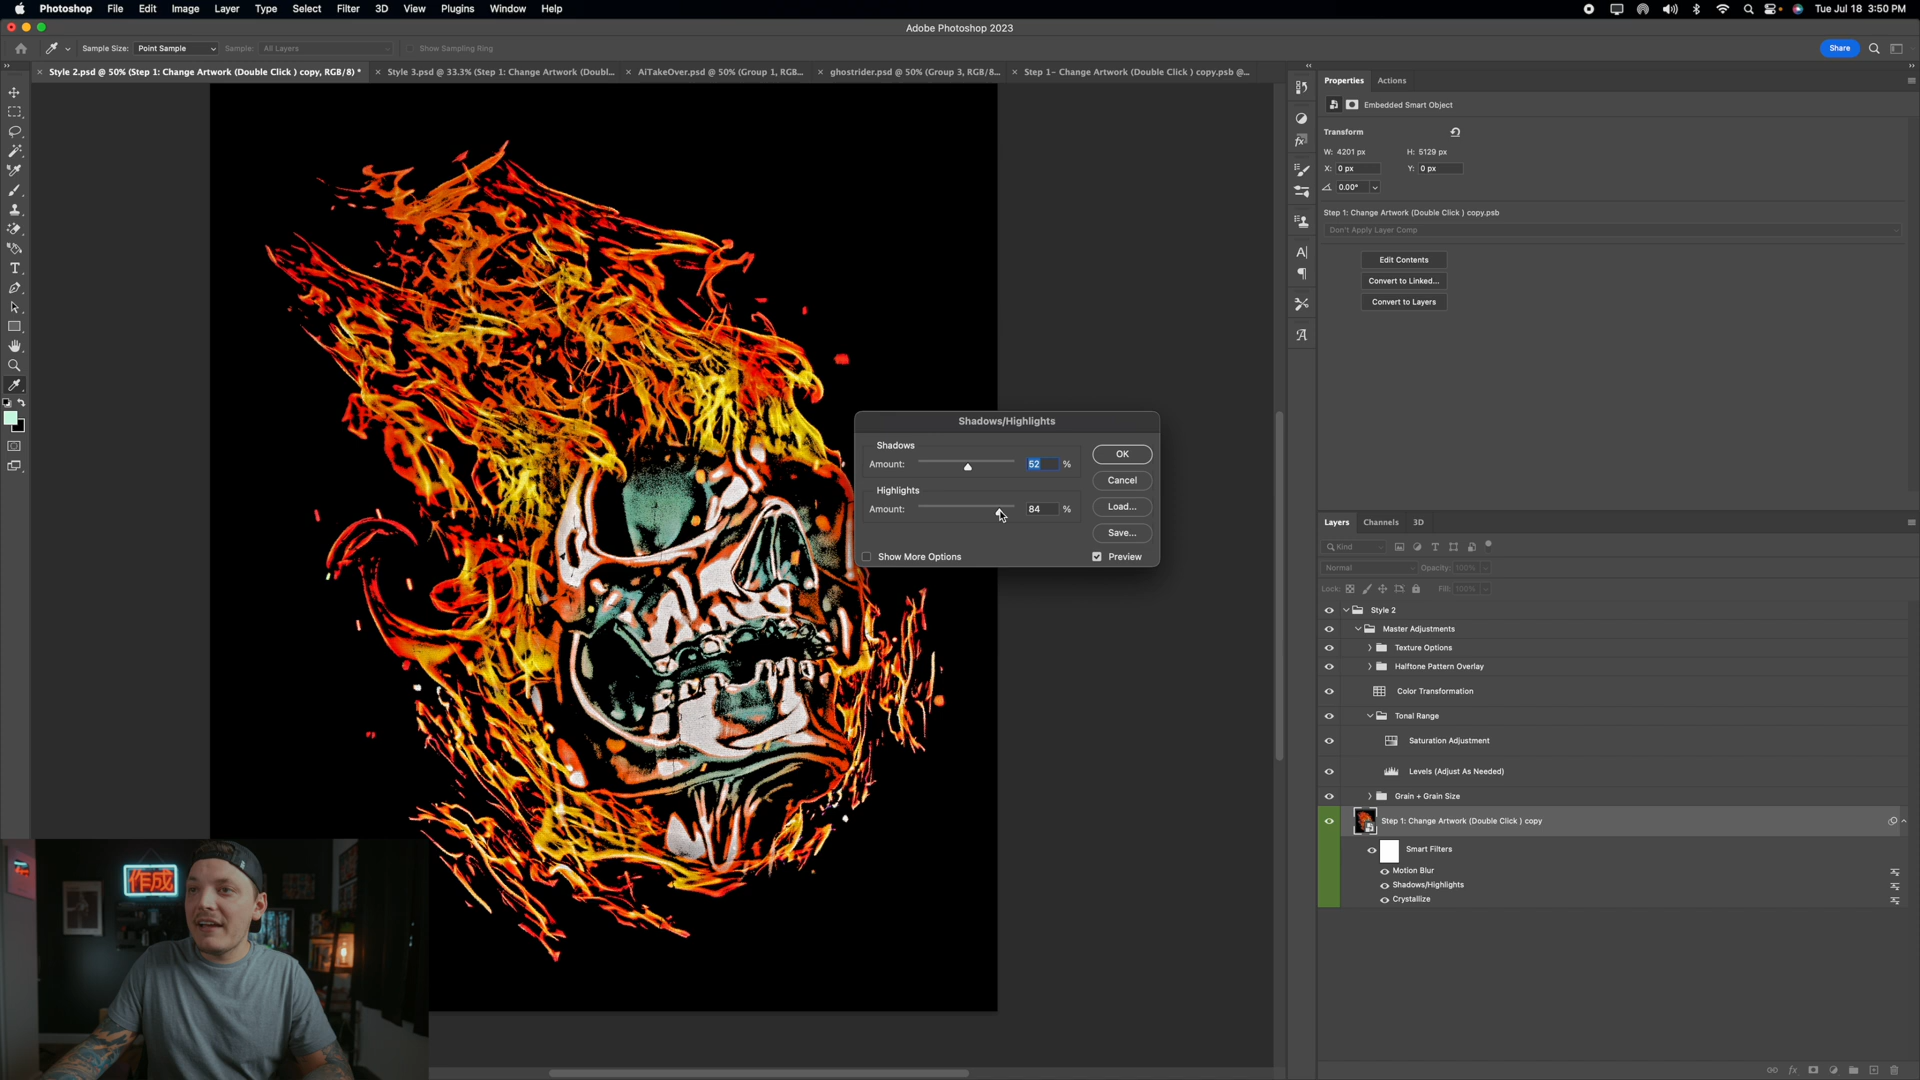 Photoshop File Edit Image Layer Type Select Filter 3D View Plugins Window Help Tue Jul 18 3:50 PM
Adobe Photoshop 2023
Sample Size: Point Sample Sample: All Layers Show Sampling Ring Share
Style 2.psd @ 50% (Step 1: Change Artwork (Double Click ) copy, RGB/8) * Style 3.psd @ 33.3% (Step 1: Change Artwork (Doubl... AiTakeOver.psd @ 50% (Group 1, RGB... ghostrider.psd @ 50% (Group 3, RGB/8... Step 1- Change Artwork (Double Click ) copy.psb @...
Properties Actions
Embedded Smart Object
Transform
W: 4201 px H: 5129 px
X: 0 px Y: 0 px
0.00°
Step 1: Change Artwork (Double Click ) copy.psb
Don't Apply Layer Comp
Edit Contents
Convert to Linked...
Convert to Layers
Shadows/Highlights
Shadows
Amount: 52 %
Highlights
Amount: 84 %
Show More Options
OK
Cancel
Load...
Save...
Preview
Layers Channels 3D
Kind
Normal Opacity: 100%
Lock: Fill: 100%
Style 2
Master Adjustments
Texture Options
Halftone Pattern Overlay
Color Transformation
Tonal Range
Saturation Adjustment
Levels (Adjust As Needed)
Grain + Grain Size
Step 1: Change Artwork (Double Click ) copy
Smart Filters
Motion Blur
Shadows/Highlights
Crystallize
作成